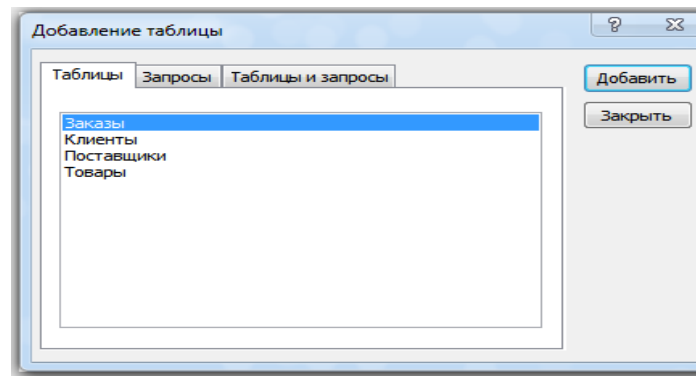 Добавление таблицы
Таблицы Запросы Таблицы и запросы
Добавить
Закрыть
Заказы
Клиенты
Поставщики
Товары